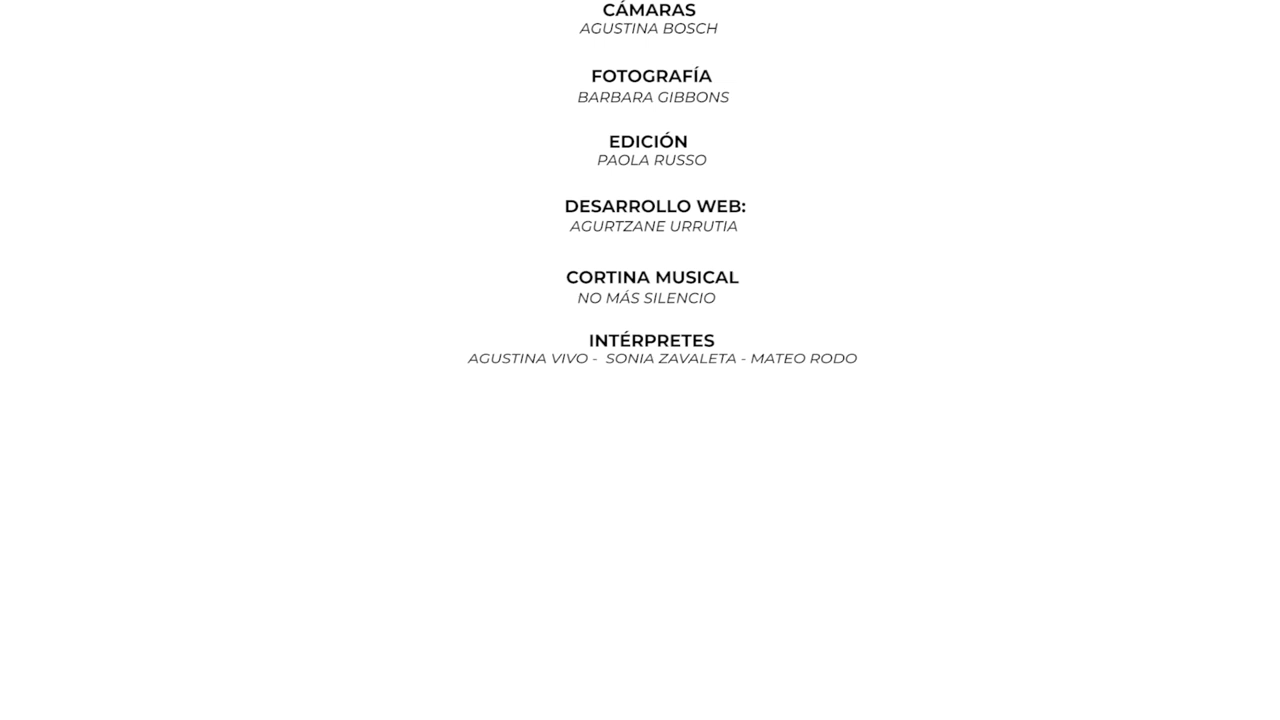 CÁMARAS
AGUSTINA BOSCH
FOTOGRAFÍA
BARBARA GIBBONS
EDICIÓN
PAOLA RUSSO
DESARROLLO WEB:
AGURTZANE URRUTIA
CORTINA MUSICAL
NO MÁS SILENCIO
INTÉRPRETES
AGUSTINA VIVO - SONIA ZAVALETA - MATEO RODO